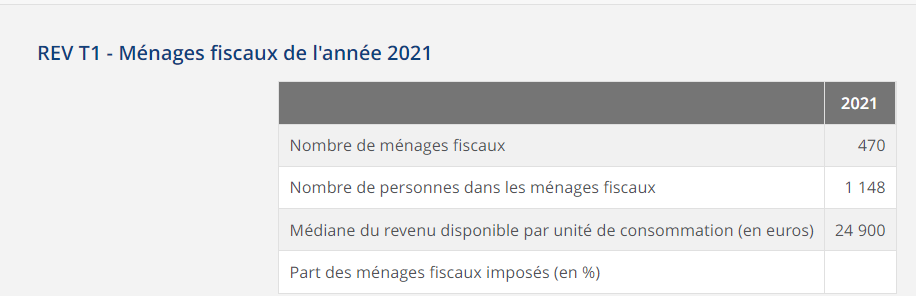 REV T1 - Ménages fiscaux de l'année 2021
2021
Nombre de ménages fiscaux 470
Nombre de personnes dans les ménages fiscaux 1 148
Médiane du revenu disponible par unité de consommation (en euros) 24 900
Part des ménages fiscaux imposés (en %)